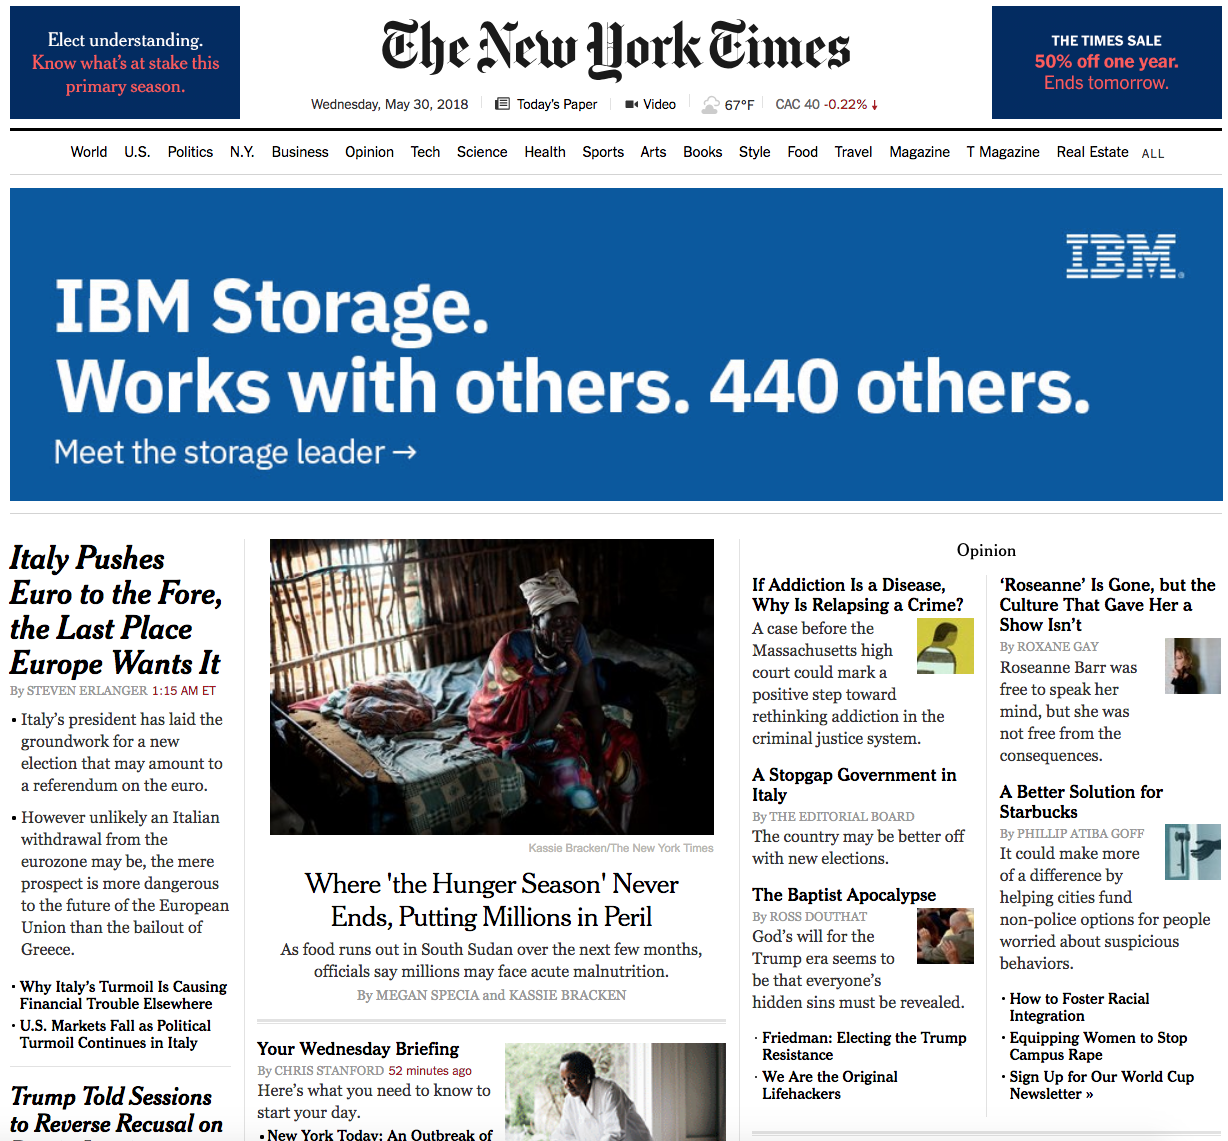 Elect understanding.
Know what's at stake this
primary season.
The New York Times
THE TIMES SALE
50% off one year.
Ends tomorrow.
Wednesday, May 30, 2018
Today's Paper
Video
67°F
CAC 40 -0.22% ↓
World U.S. Politics N.Y. Business Opinion Tech Science Health Sports Arts Books Style Food Travel Magazine T Magazine Real Estate ALL
IBM
IBM Storage.
Works with others. 440 others.
Meet the storage leader →
Italy Pushes
Euro to the Fore,
the Last Place
Europe Wants It
By STEVEN ERLANGER 1:15 AM ET
• Italy's president has laid the
groundwork for a new
election that may amount to
a referendum on the euro.
• However unlikely an Italian
withdrawal from the
eurozone may be, the mere
prospect is more dangerous
to the future of the European
Union than the bailout of
Greece.
• Why Italy's Turmoil Is Causing
Financial Trouble Elsewhere
• U.S. Markets Fall as Political
Turmoil Continues in Italy
Trump Told Sessions
to Reverse Recusal on
Kassie Bracken/The New York Times
Where 'the Hunger Season' Never
Ends, Putting Millions in Peril
As food runs out in South Sudan over the next few months,
officials say millions may face acute malnutrition.
By MEGAN SPECIA and KASSIE BRACKEN
Your Wednesday Briefing
By CHRIS STANFORD 52 minutes ago
Here's what you need to know to
start your day.
• New York Today: An Outbreak of
Opinion
If Addiction Is a Disease,
Why Is Relapsing a Crime?
A case before the
Massachusetts high
court could mark a
positive step toward
rethinking addiction in the
criminal justice system.
A Stopgap Government in
Italy
By THE EDITORIAL BOARD
The country may be better off
with new elections.
The Baptist Apocalypse
By ROSS DOUTHAT
God's will for the
Trump era seems to
be that everyone's
hidden sins must be revealed.
• Friedman: Electing the Trump
Resistance
• We Are the Original
Lifehackers
'Roseanne' Is Gone, but the
Culture That Gave Her a
Show Isn't
By ROXANE GAY
Roseanne Barr was
free to speak her
mind, but she was
not free from the
consequences.
A Better Solution for
Starbucks
By PHILLIP ATIBA GOFF
It could make more
of a difference by
helping cities fund
non-police options for people
worried about suspicious
behaviors.
• How to Foster Racial
Integration
• Equipping Women to Stop
Campus Rape
• Sign Up for Our World Cup
Newsletter »